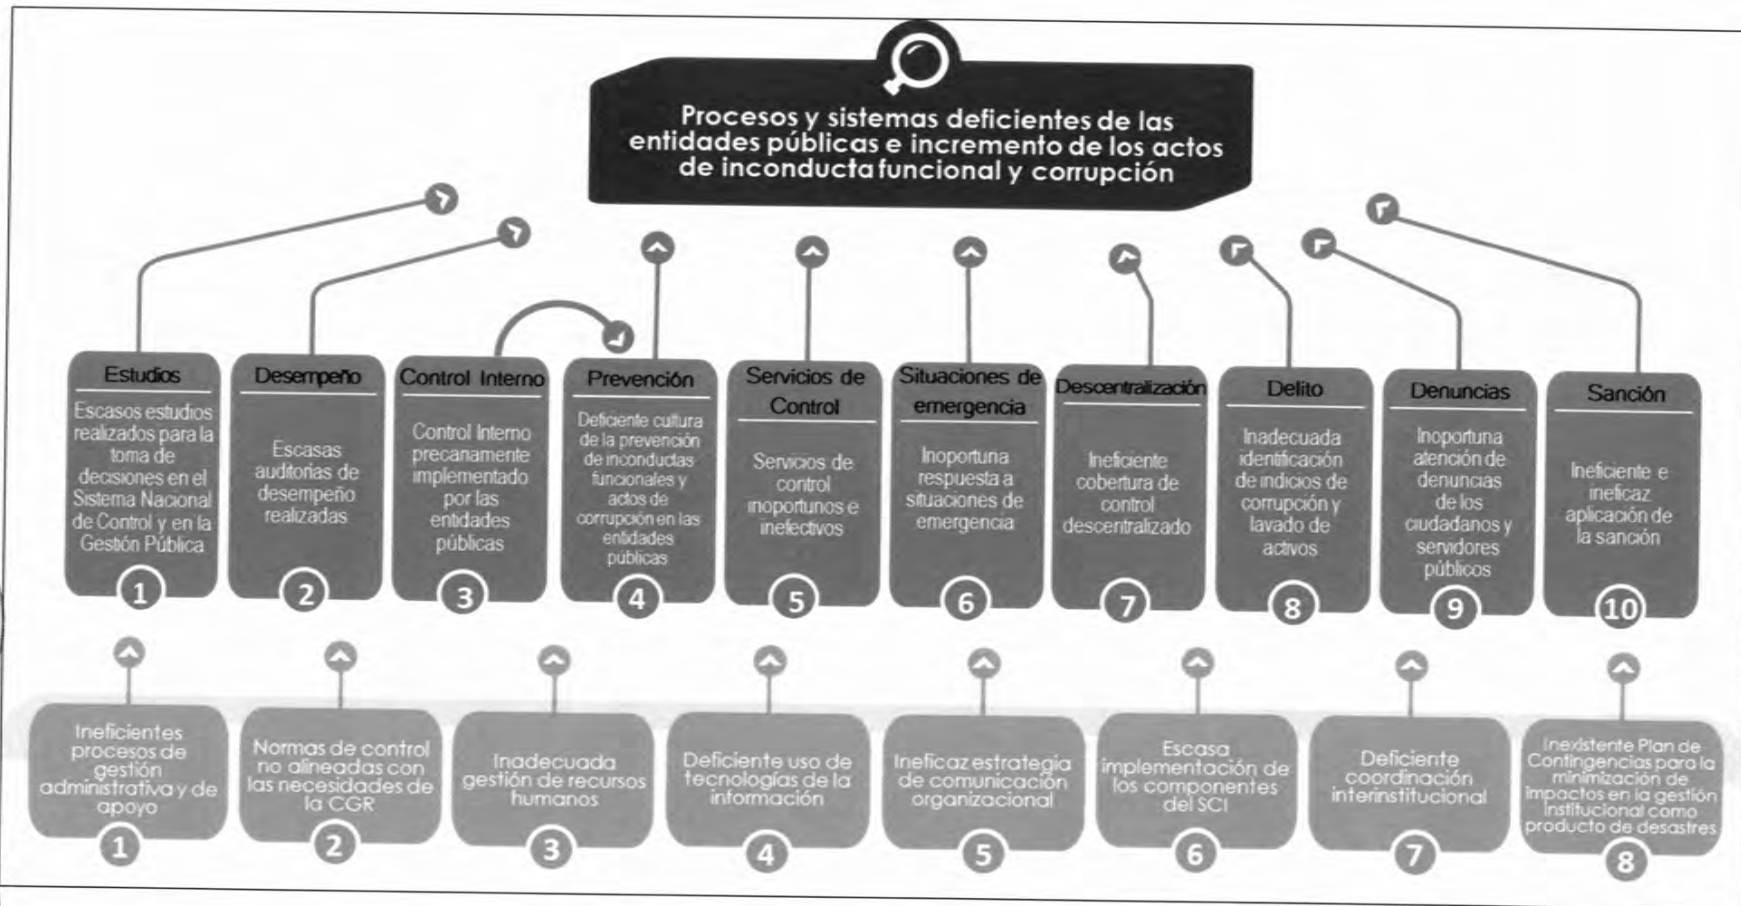 Procesos y sistemas deficientes de las
entidades públicas e incremento de los actos
de inconducta funcional y corrupción
Estudios
Escasos estudios
realizados para la
toma de
decisiones en el
Sistema Nacional
de Control y en la
Gestión Pública
1
Desempeño
Escasas
auditorias de
desempeño
realizadas
2
Control Interno
Control Interno
precanamente
implementado
por las
entidades
públicas
3
Prevención
Deficiente cultura
de la prevención
de inconductas
funcionales y
actos de
corrupción en las
entidades
públicas
4
Servicios de
Control
Servicios de
control
inoportunos e
inefectivos
5
Situaciones de
emergencia
Inoportuna
respuesta a
situaciones de
emergencia
6
Descentralización
Ineficiente
cobertura de
control
descentralizado
7
Delito
Inadecuada
identificación
de indicios de
corrupción y
lavado de
activos
8
Denuncias
Inoportuna
atención de
denuncias
de los
ciudadanos y
servidores
públicos
9
Sanción
Ineficiente e
ineficaz
aplicación de
la sanción
10
Ineficientes
procesos de
gestión
administrativa y de
apoyo
1
Normas de control
no alineadas con
las necesidades de
la CGR
2
Inadecuada
gestión de recursos
humanos
3
Deficiente uso de
tecnologías de la
información
4
Ineficaz estrategia
de comunicación
organizacional
5
Escasa
implementación de
los componentes
del SCI
6
Deficiente
coordinación
interinstitucional
7
Inexistente Plan de
Contingencias para la
minimización de
impactos en la gestión
institucional como
producto de desastres
8